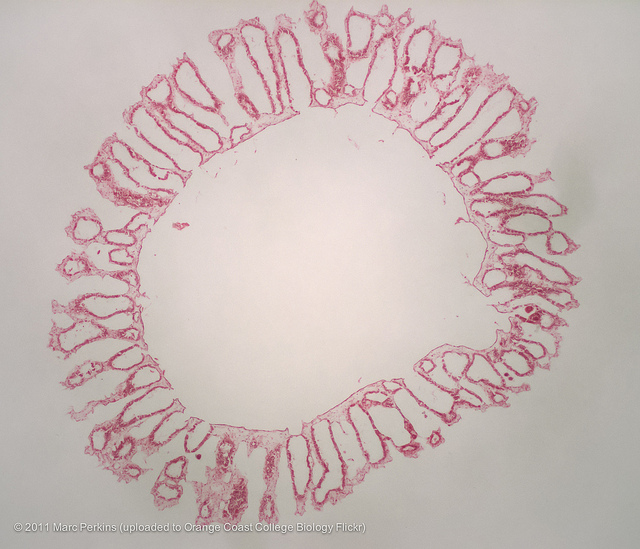 © 2011 Marc Perkins (uploaded to Orange Coast College Biology Flickr)